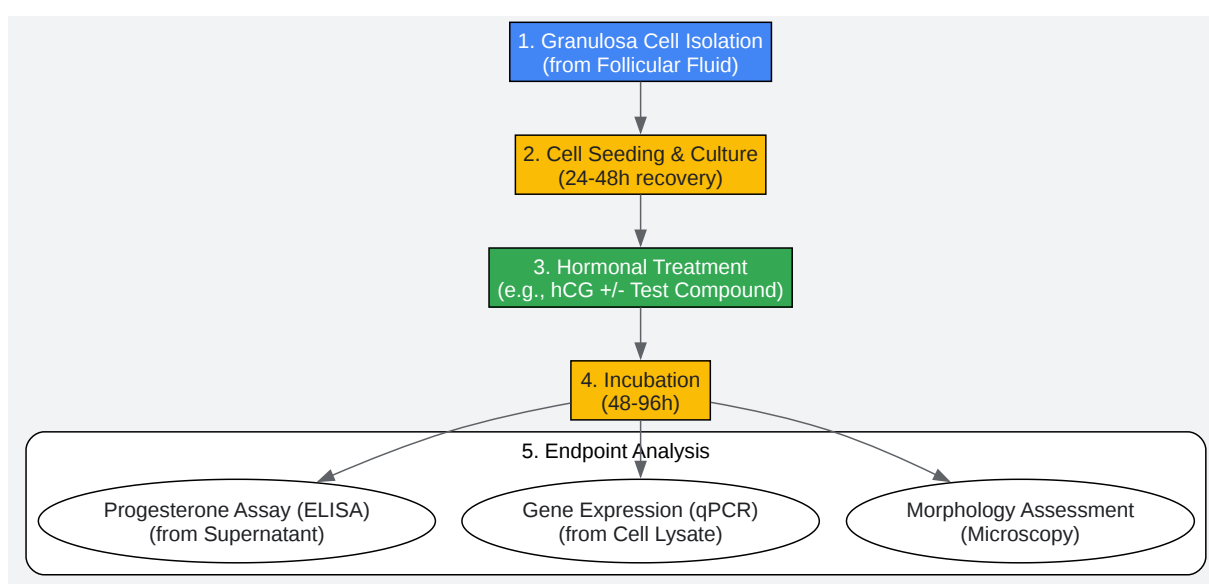 1. Granulosa Cell Isolation
(from Follicular Fluid)
2. Cell Seeding & Culture
(24-48h recovery)
3. Hormonal Treatment
(e.g., hCG +/- Test Compound)
4. Incubation
(48-96h)
5. Endpoint Analysis
Progesterone Assay (ELISA)
(from Supernatant)
Gene Expression (qPCR)
(from Cell Lysate)
Morphology Assessment
(Microscopy)